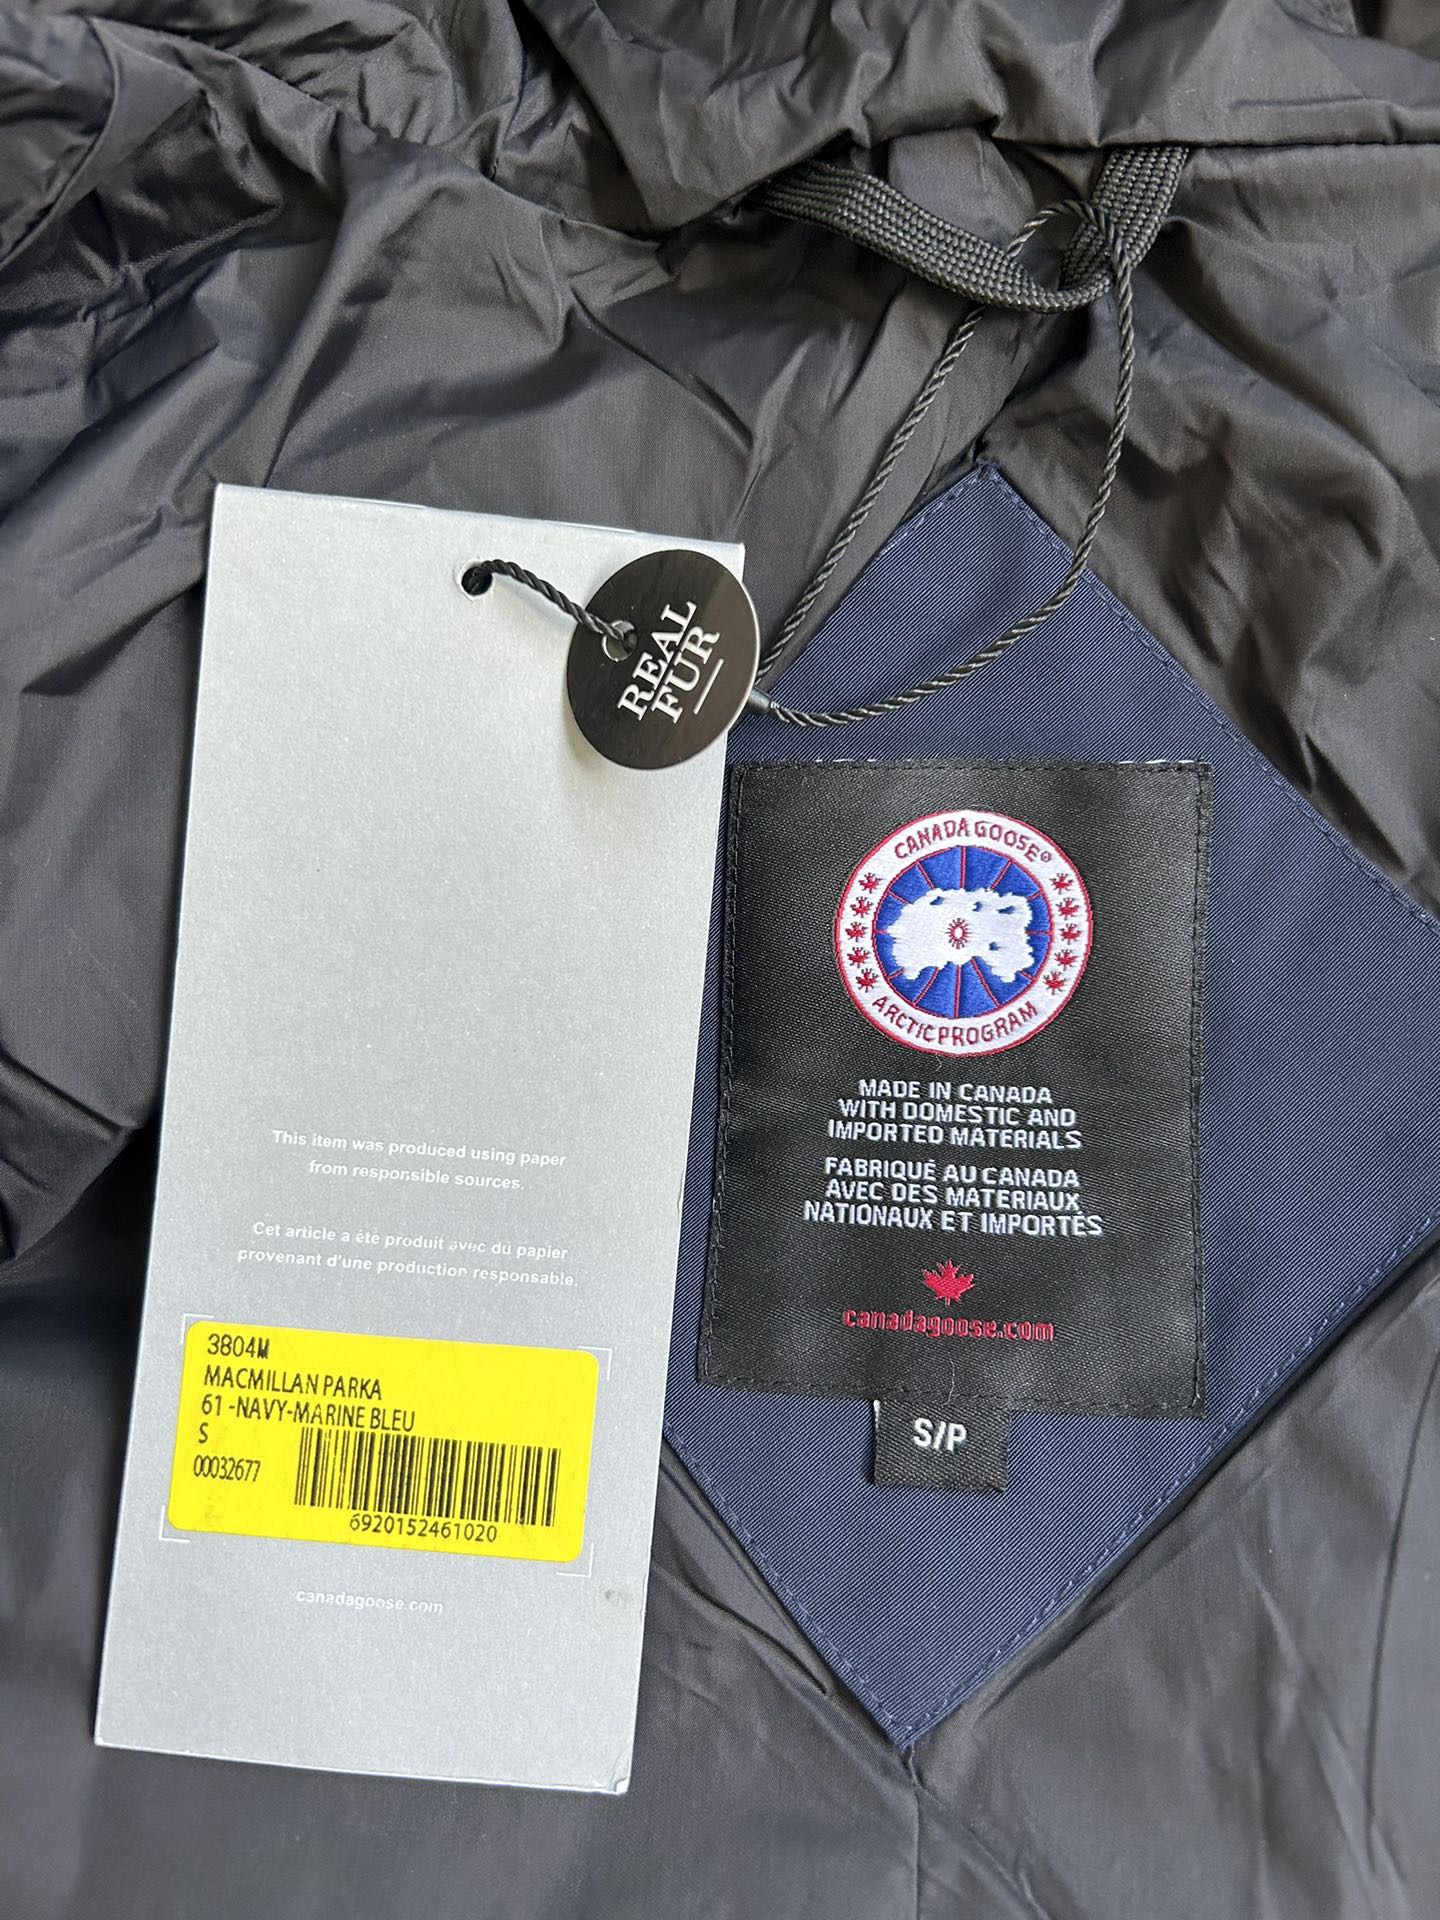 REAL
FUR
This item was produced using paper
from responsible sources.
Cet article a été produit avec du papier
provenant d'une production responsable.
3804M
MACMILLAN PARKA
61 -NAVY-MARINE BLEU
S
00032677
6920152461020
canadagoose.com
CANADA GOOSE®
ARCTIC PROGRAM
MADE IN CANADA
WITH DOMESTIC AND
IMPORTED MATERIALS
FABRIQUÉ AU CANADA
AVEC DES MATERIAUX
NATIONAUX ET IMPORTÉS
canadagoose.com
S/P